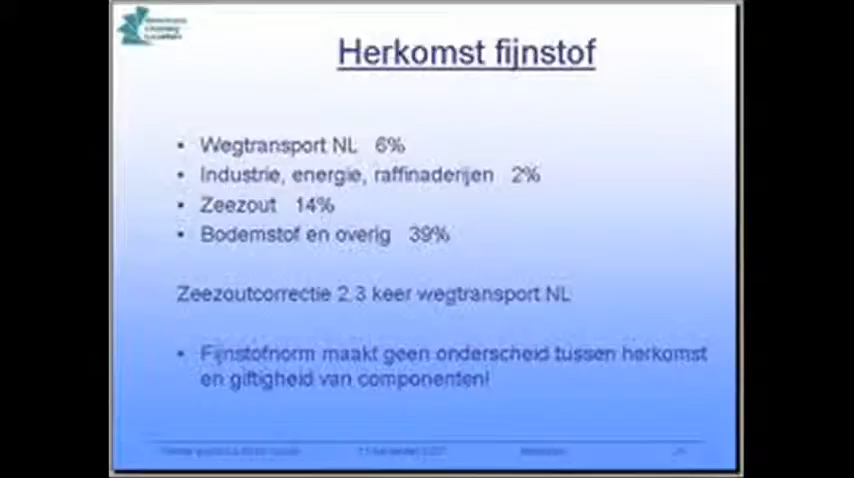 Herkomst fijnstof
• Wegtransport NL 6%
• Industrie, energie, raffinaderijen 2%
• Zeezout 14%
• Bodemstof en overig 39%
Zeezoutcorrectie 2,3 keer wegtransport NL
• Fijnstofnorm maakt geen onderscheid tussen herkomst
en giftigheid van componenten!